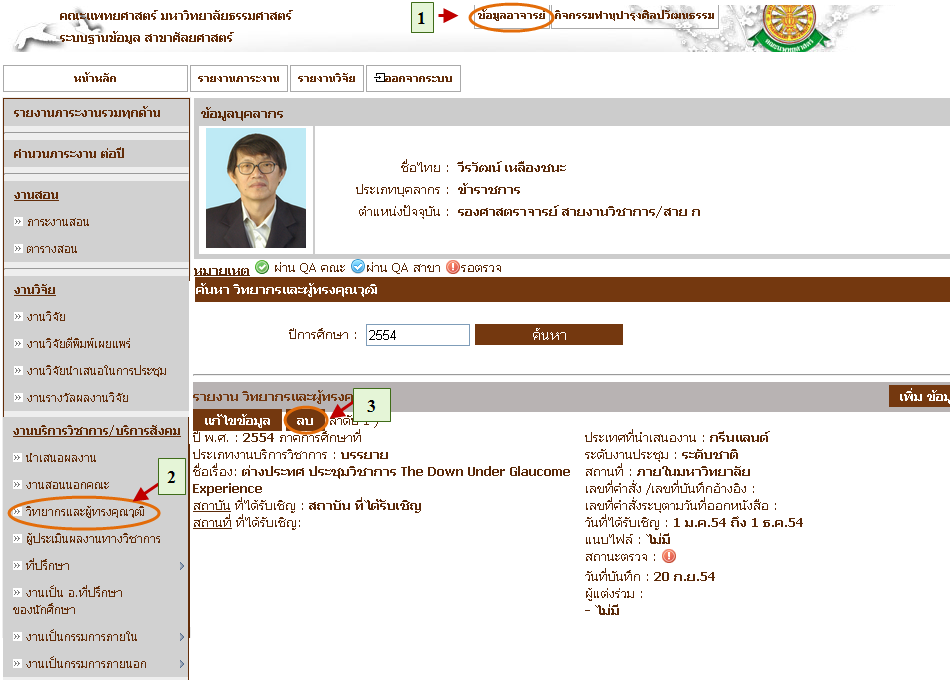 คณะแพทยศาสตร์ มหาวิทยาลัยธรรมศาสตร์
ระบบฐานข้อมูล สาขาศัลยศาสตร์
1
ข้อมูลอาจารย์
กิจกรรมทำนุบำรุงศิลปวัฒนธรรม
หน้าหลัก
รายงานภาระงาน
รายงานวิจัย
ออกจากระบบ
รายงานภาระงานรวมทุกด้าน
คำนวนภาระงาน ต่อปี
งานสอน
» ภาระงานสอน
» ตารางสอน
งานวิจัย
» งานวิจัย
» งานวิจัยตีพิมพ์เผยแพร่
» งานวิจัยนำเสนอในการประชุม
» งานรางวัลผลงานวิจัย
งานบริการวิชาการ/บริการสังคม
» นำเสนอผลงาน
» งานสอนนอกคณะ
2
» วิทยากรและผู้ทรงคุณวุฒิ
» ผู้ประเมินผลงานทางวิชาการ
» ที่ปรึกษา
» งานเป็น อ.ที่ปรึกษา
ของนักศึกษา
» งานเป็นกรรมการภายใน
» งานเป็นกรรมการภายนอก
ข้อมูลบุคลากร
ชื่อไทย : วีรวัฒน์ เหลืองชนะ
ประเภทบุคลากร : ข้าราชการ
ตำแหน่งปัจจุบัน : รองศาสตราจารย์ สายงานวิชาการ/สาย ก
หมายเหตุ ผ่าน QA คณะ ผ่าน QA สาขา รอตรวจ
ค้นหา วิทยากรและผู้ทรงคุณวุฒิ
ปีการศึกษา : 2554 ค้นหา
รายงาน วิทยากรและผู้ทรงค
3
เพิ่ม ข้อมู
แก้ไขข้อมูล ลบ ลำดับ 1 )
ปี พ.ศ. : 2554 ภาคการศึกษาที่
ประเภทงานบริการวิชาการ : บรรยาย
ชื่อเรื่อง: ต่างประทศ ประชุมวิชาการ The Down Under Glaucome
Experience
สถาบัน ที่ได้รับเชิญ : สถาบัน ที่ได้รับเชิญ
สถานที่ ที่ได้รับเชิญ:
ประเทศที่นำเสนองาน : กรีนแลนด์
ระดับงานประชุม : ระดับชาติ
สถานที่ : ภายในมหาวิทยาลัย
เลขที่คำสั่ง /เลขที่บันทึกอ้างอิง :
เลขที่คำสั่งระบุตามวันที่ออกหนังสือ :
วันที่ได้รับเชิญ : 1 ม.ค.54 ถึง 1 ธ.ค.54
แนบไฟล์ : ไม่มี
สถานะตรวจ :
วันที่บันทึก : 20 ก.ย.54
ผู้แต่งร่วม :
- ไม่มี